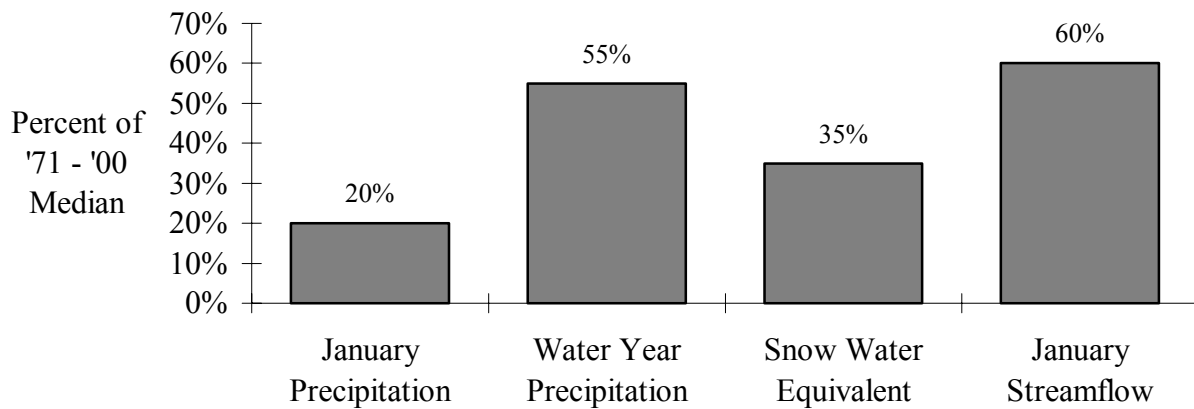 70%
60%
50%
40%
30%
20%
10%
0%
Percent of
'71 - '00
Median
20%
55%
35%
60%
January
Precipitation
Water Year
Precipitation
Snow Water
Equivalent
January
Streamflow